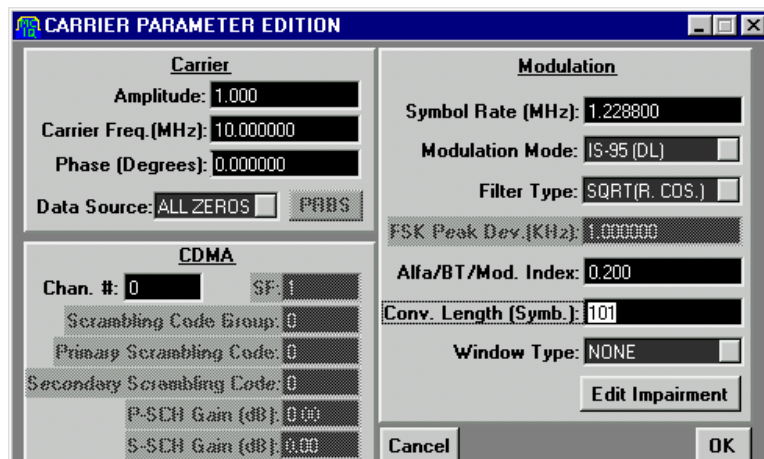 CARRIER PARAMETER EDITION
Carrier
Amplitude: 1.000
Carrier Freq.(MHz): 10.000000
Phase (Degrees): 0.000000
Data Source: ALL ZEROS PRBS
CDMA
Chan. #: 0 SF: 1
Scrambling Code Group: 0
Primary Scrambling Code: 0
Secondary Scrambling Code: 0
P-SCH Gain (dB): 0.00
S-SCH Gain (dB): 0.00
Modulation
Symbol Rate (MHz): 1.228800
Modulation Mode: IS-95 (DL)
Filter Type: SQRT(R. COS.)
FSK Peak Dev.(KHz): 1.000000
Alfa/BT/Mod. Index: 0.200
Conv. Length (Symb.): 101
Window Type: NONE
Edit Impairment
Cancel OK